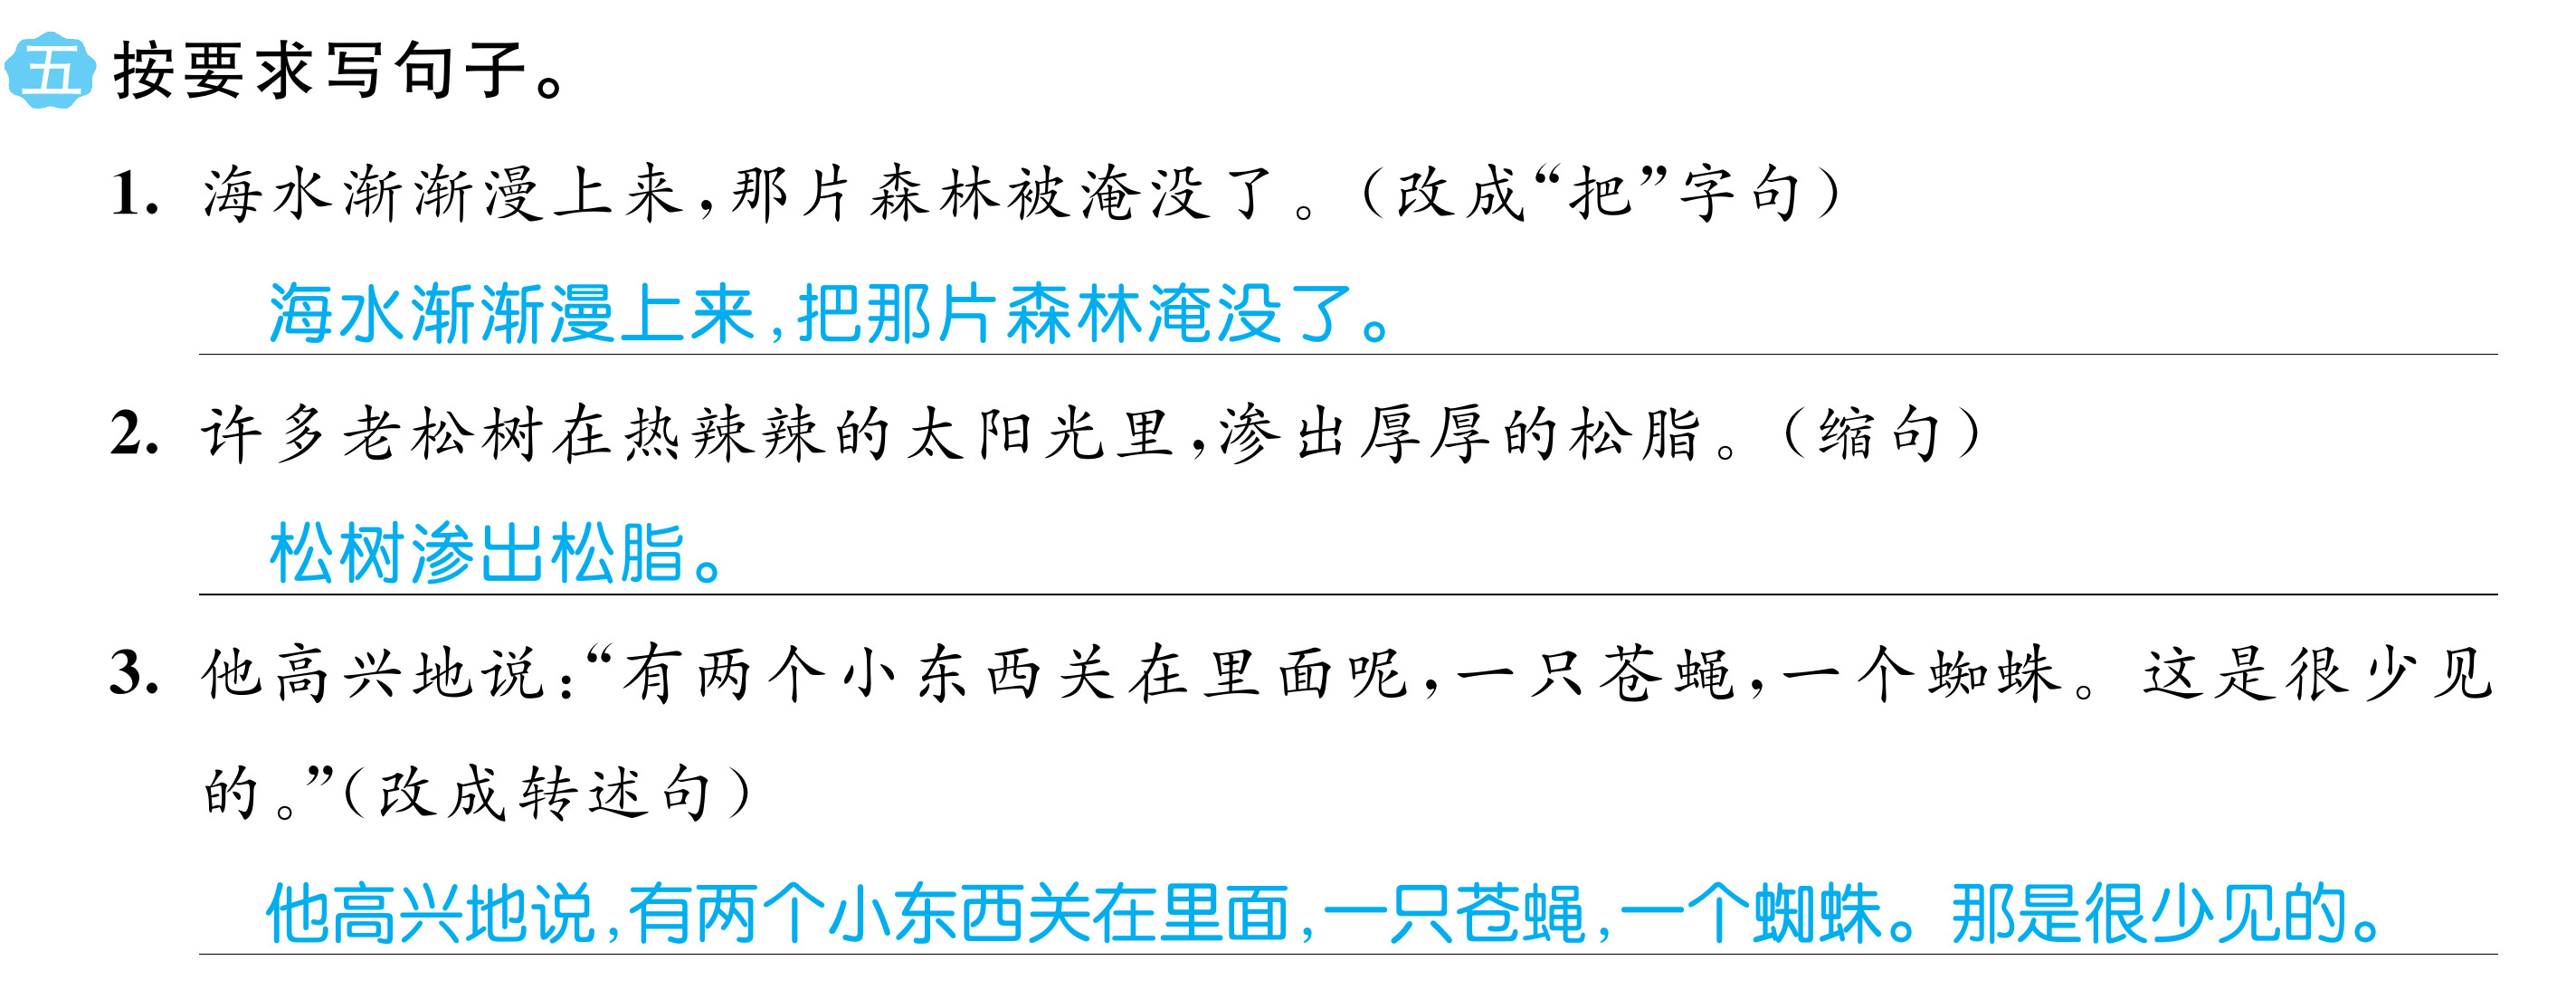 五 按要求写句子。
1. 海水渐渐漫上来,那片森林被淹没了。(改成“把”字句)
海水渐渐漫上来,把那片森林淹没了。
2. 许多老松树在热辣辣的太阳光里,渗出厚厚的松脂。(缩句)
松树渗出松脂。
3. 他高兴地说:“有两个小东西关在里面呢,一只苍蝇,一个蜘蛛。这是很少见
的。”(改成转述句)
他高兴地说,有两个小东西关在里面,一只苍蝇,一个蜘蛛。那是很少见的。